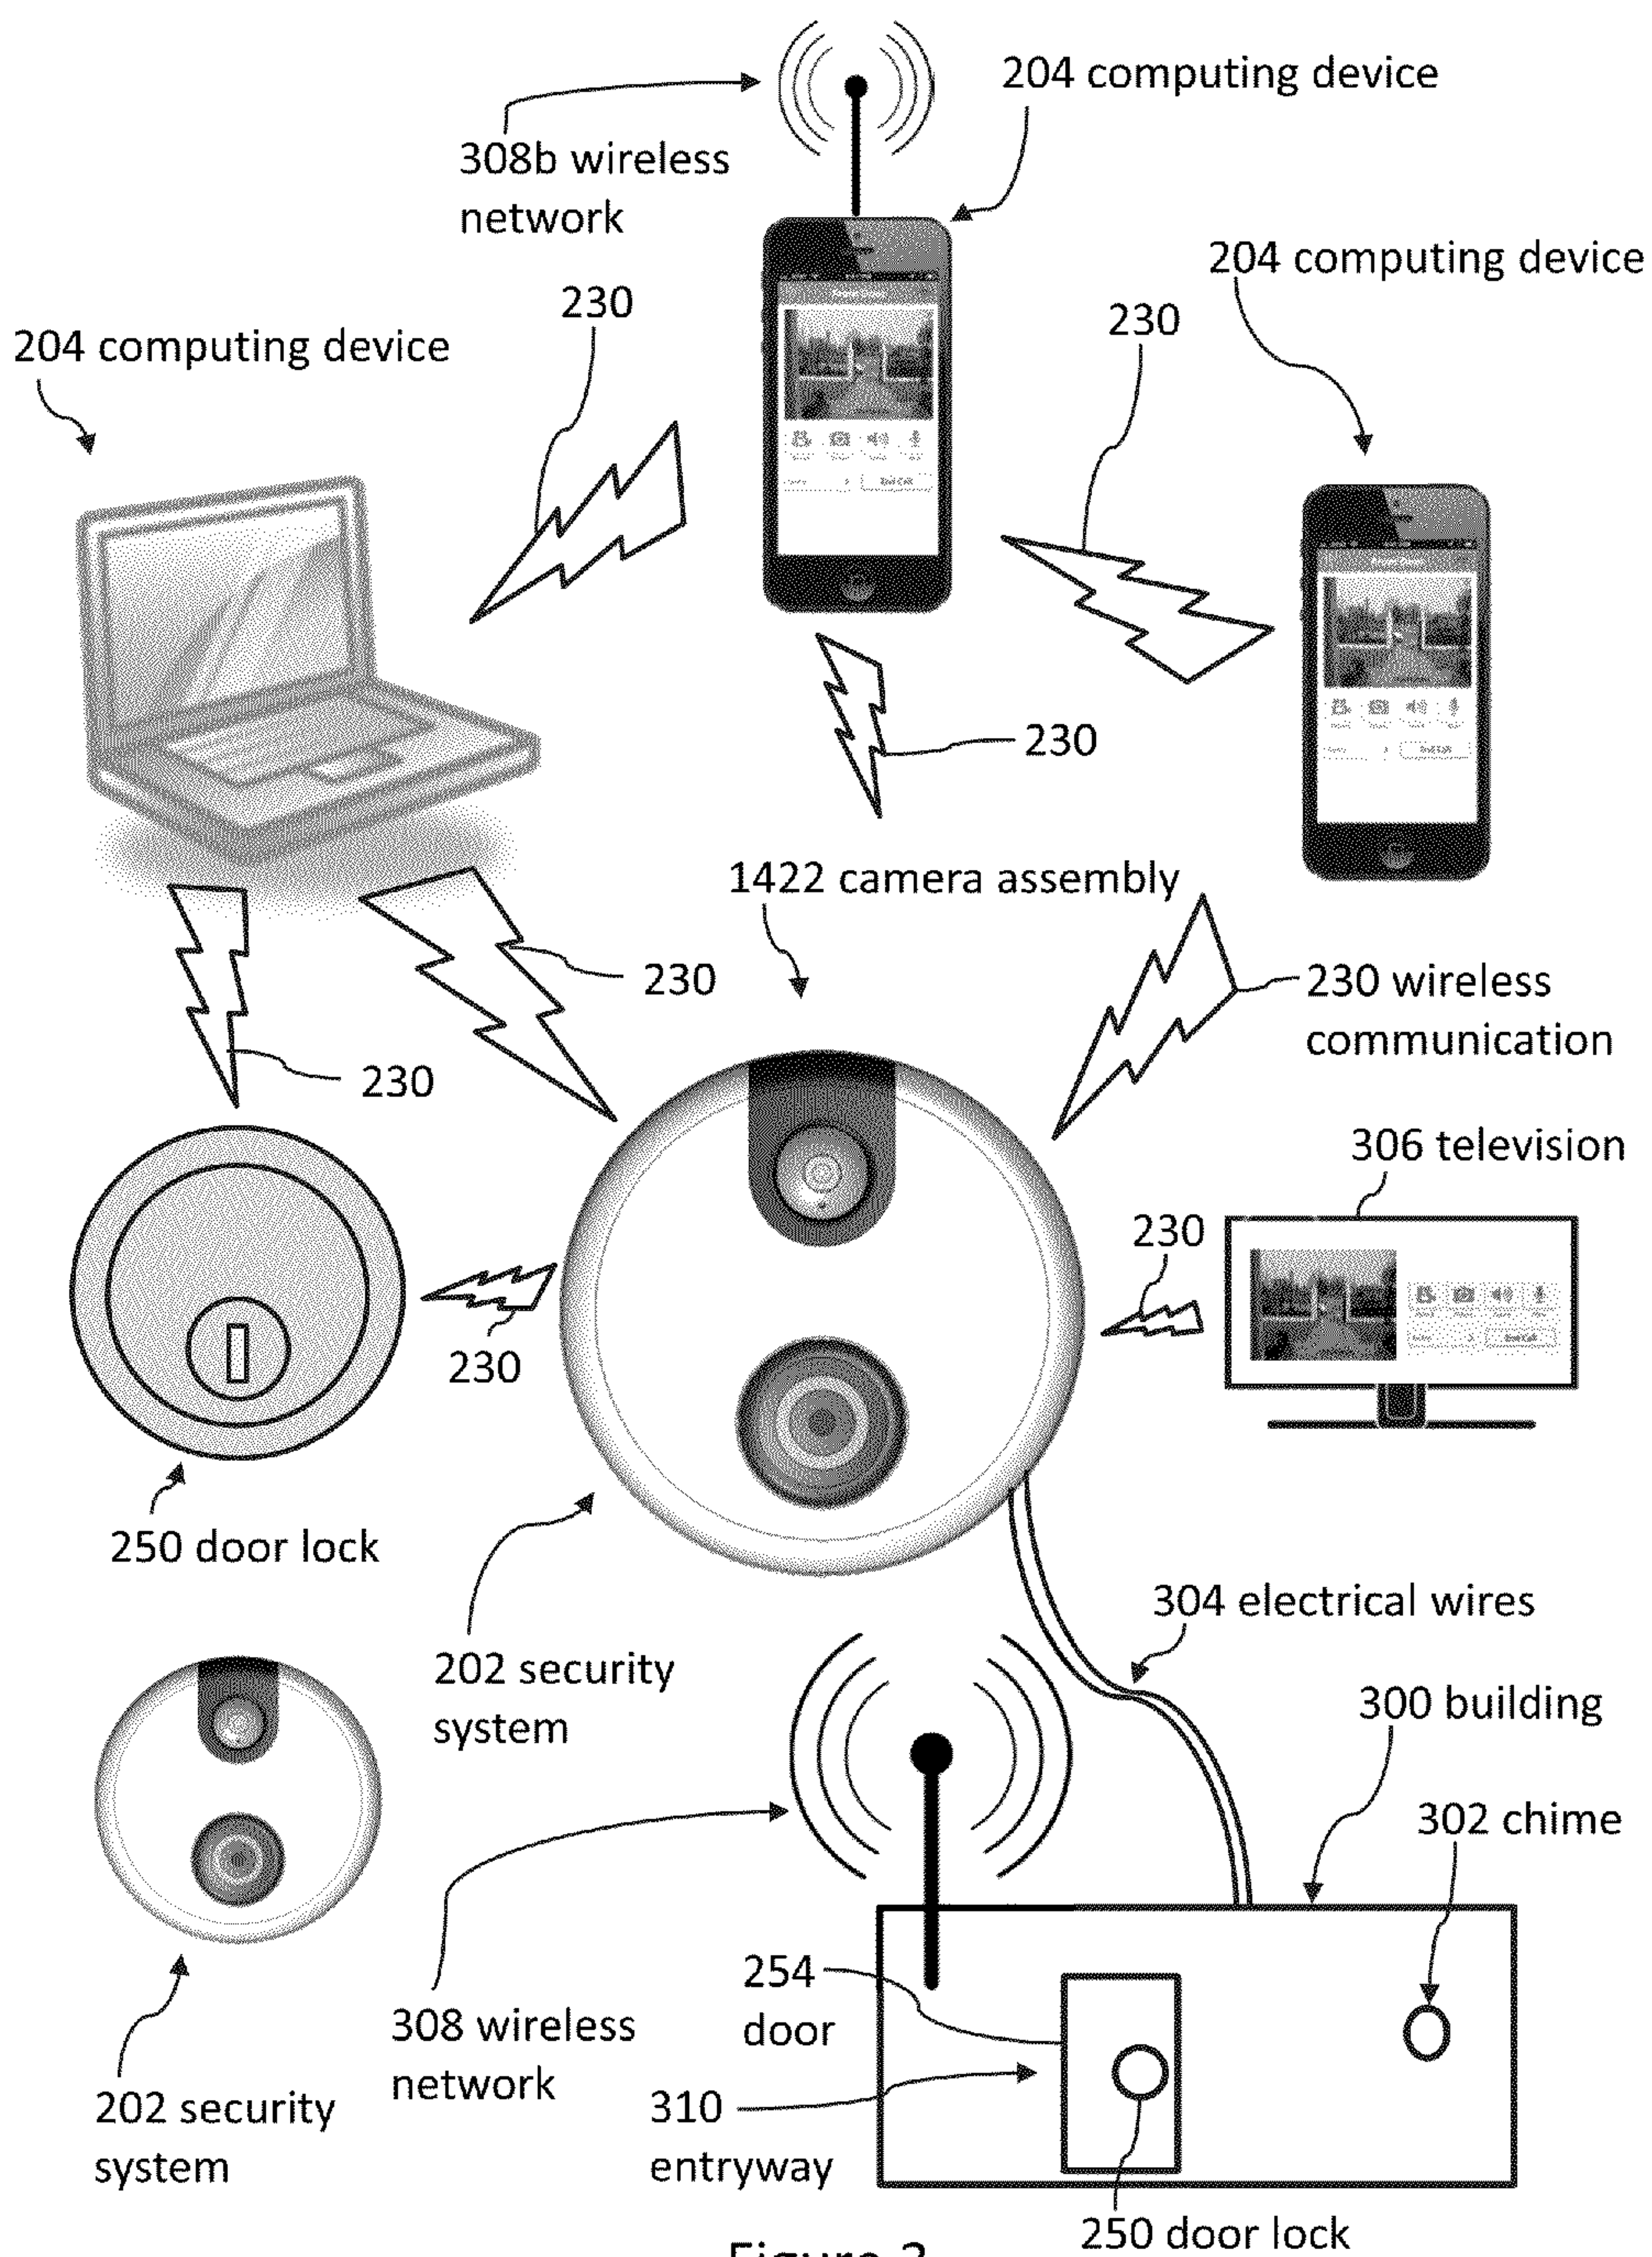 204 computing device
308b wireless
network
204 computing device
230
230
204 computing device
230
1422 camera assembly
230
230 wireless
communication
230
306 television
230
230
250 door lock
304 electrical wires
202 security
system
300 building
302 chime
254
door
308 wireless
network
310
entryway
202 security
system
250 door lock
Figure 3